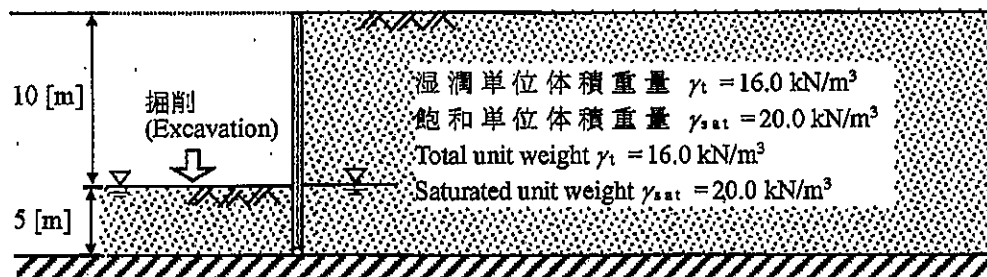 10 [m]
掘削
(Excavation)
5 [m]
湿潤単位体積重量 γt =16.0 kN/m³
飽和単位体積重量 γsat =20.0 kN/m³
Total unit weight γt =16.0 kN/m³
Saturated unit weight γsat =20.0 kN/m³